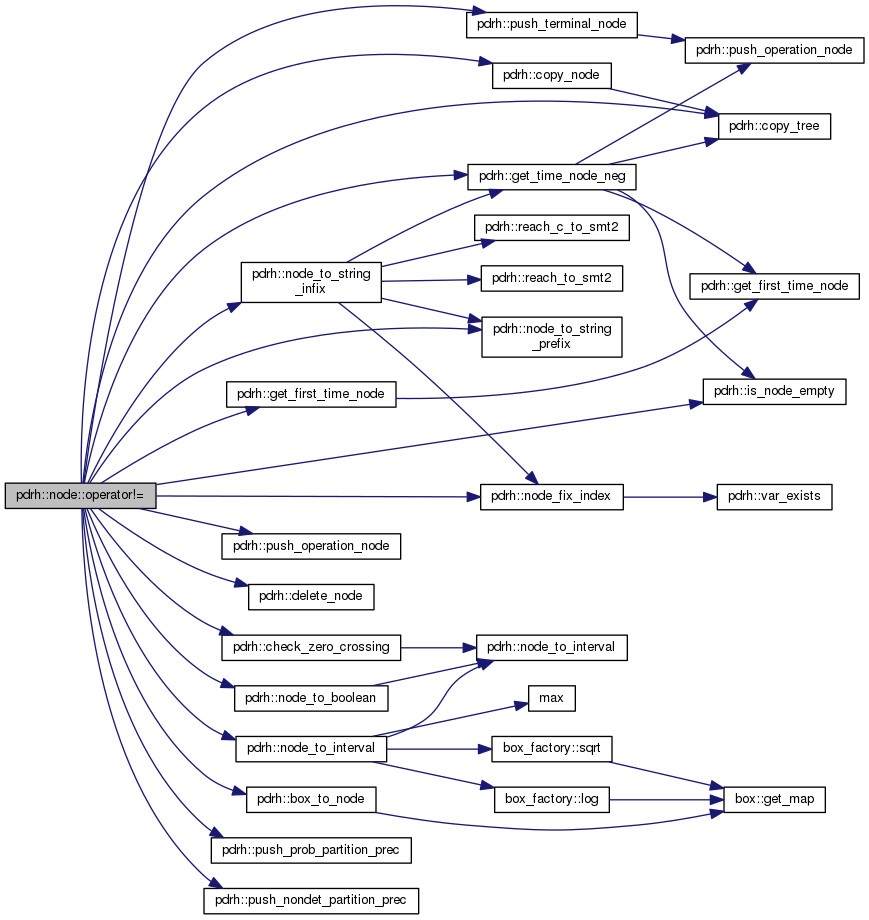 pdrh::push_terminal_node
pdrh::push_operation_node
pdrh::copy_node
pdrh::copy_tree
pdrh::get_time_node_neg
pdrh::reach_c_to_smt2
pdrh::node_to_string
_infix
pdrh::reach_to_smt2
pdrh::get_first_time_node
pdrh::node_to_string
_prefix
pdrh::get_first_time_node
pdrh::is_node_empty
pdrh::node::operator!=
pdrh::node_fix_index
pdrh::var_exists
pdrh::push_operation_node
pdrh::delete_node
pdrh::check_zero_crossing
pdrh::node_to_interval
pdrh::node_to_boolean
max
pdrh::node_to_interval
box_factory::sqrt
pdrh::box_to_node
box_factory::log
box::get_map
pdrh::push_prob_partition_prec
pdrh::push_nondet_partition_prec